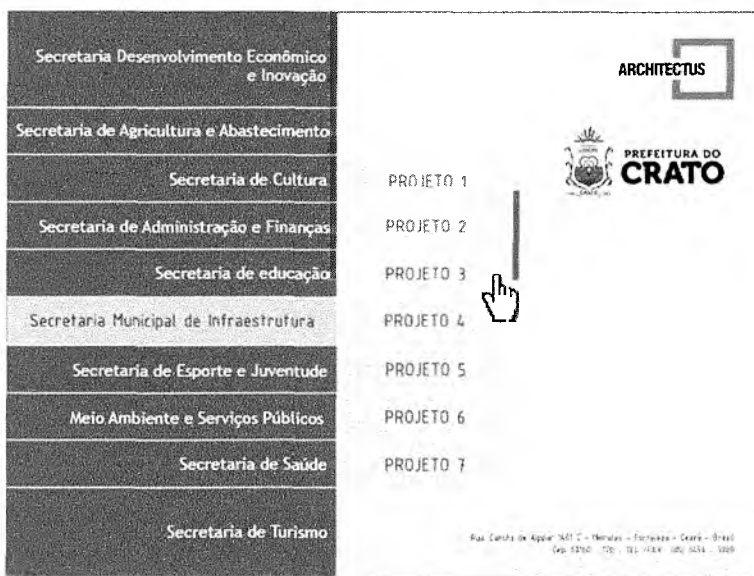 Secretaria Desenvolvimento Econômico
e Inovação
Secretaria de Agricultura e Abastecimento
Secretaria de Cultura
Secretaria de Administração e Finanças
Secretaria de educação
Secretaria Municipal de Infraestrutura
Secretaria de Esporte e Juventude
Meio Ambiente e Serviços Públicos
Secretaria de Saúde
Secretaria de Turismo
PROJETO 1
PROJETO 2
PROJETO 3
PROJETO 4
PROJETO 5
PROJETO 6
PROJETO 7
ARCHITECTUS
PREFEITURA DO
CRATO
Ceará - Brasil